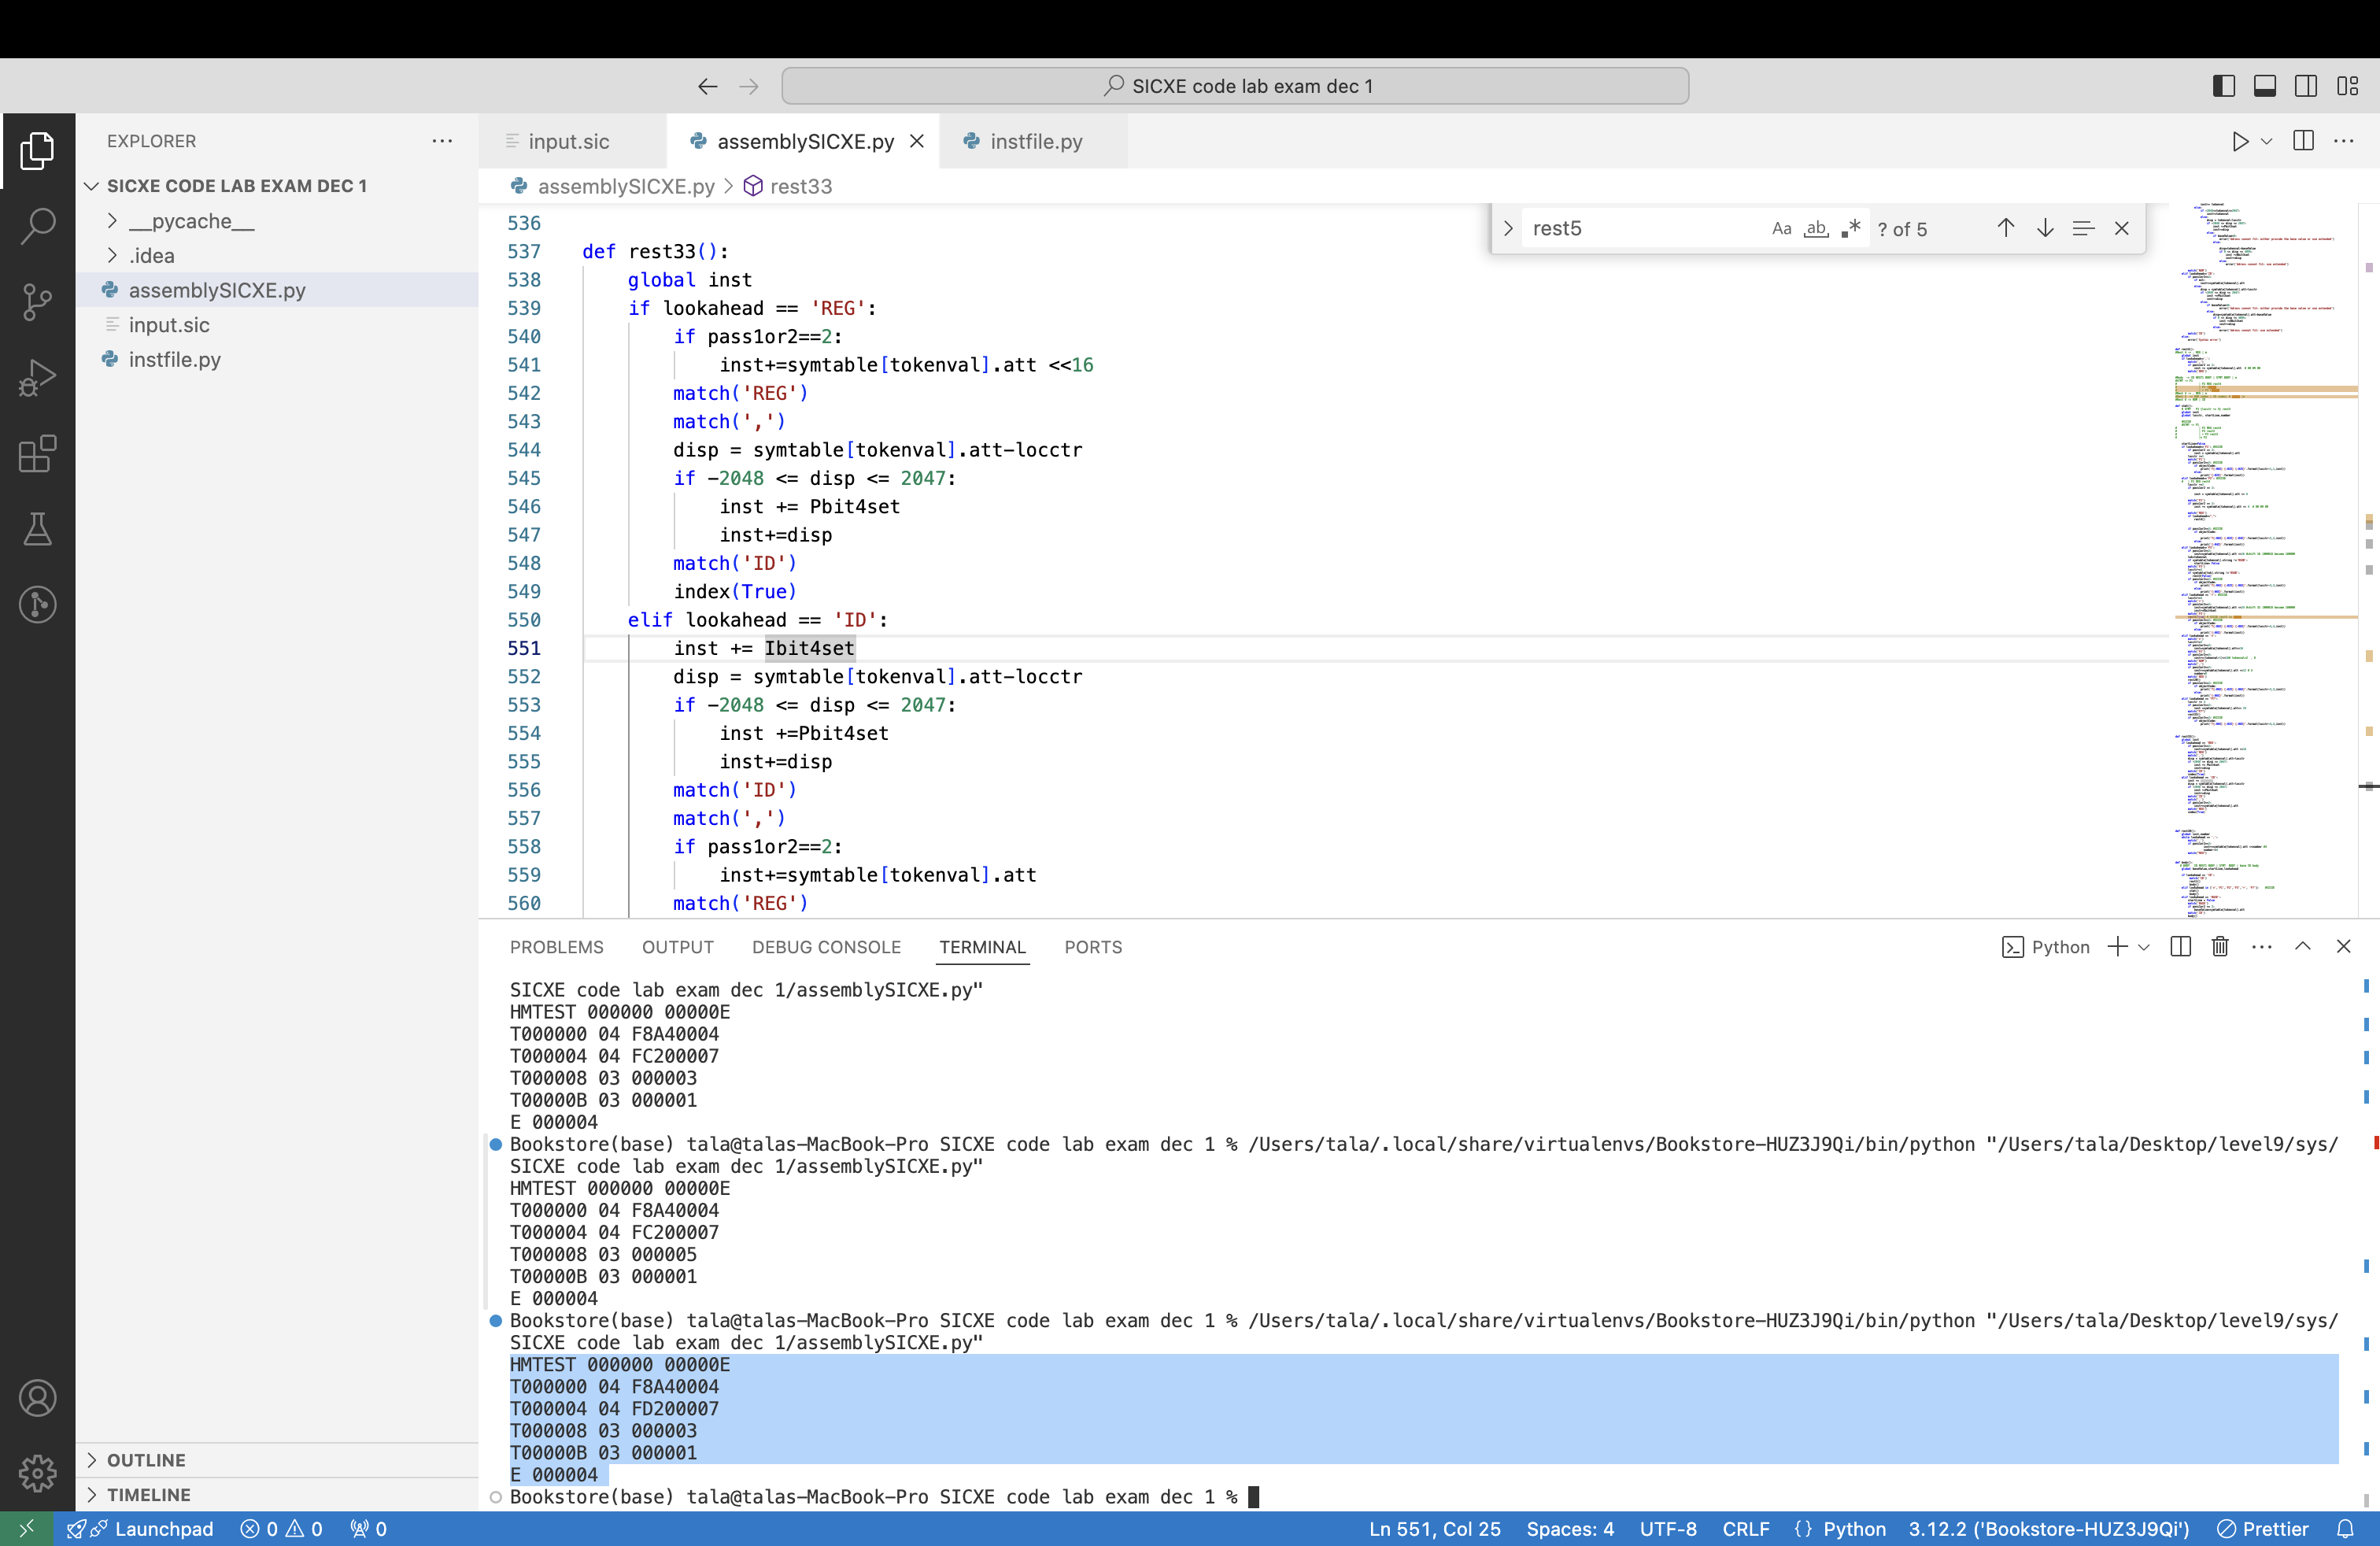 SICXE code lab exam dec 1
EXPLORER
SICXE CODE LAB EXAM DEC 1
__pycache__
.idea
assemblySICXE.py
input.sic
instfile.py
OUTLINE
TIMELINE
input.sic
assemblySICXE.py
instfile.py
assemblySICXE.py > rest33
rest5
Aa ab .* ? of 5
536
537 def rest33():
538 global inst
539 if lookahead == 'REG':
540 if pass1or2==2:
541 inst+=symtable[tokenval].att <<16
542 match('REG')
543 match(',')
544 disp = symtable[tokenval].att-locctr
545 if -2048 <= disp <= 2047:
546 inst += Pbit4set
547 inst+=disp
548 match('ID')
549 index(True)
550 elif lookahead == 'ID':
551 inst += Ibit4set
552 disp = symtable[tokenval].att-locctr
553 if -2048 <= disp <= 2047:
554 inst +=Pbit4set
555 inst+=disp
556 match('ID')
557 match(',')
558 if pass1or2==2:
559 inst+=symtable[tokenval].att
560 match('REG')
PROBLEMS OUTPUT DEBUG CONSOLE TERMINAL PORTS
Python
SICXE code lab exam dec 1/assemblySICXE.py"
HMTEST 000000 00000E
T000000 04 F8A40004
T000004 04 FC200007
T000008 03 000003
T00000B 03 000001
E 000004
Bookstore(base) tala@talas-MacBook-Pro SICXE code lab exam dec 1 % /Users/tala/.local/share/virtualenvs/Bookstore-HUZ3J9Qi/bin/python "/Users/tala/Desktop/level9/sys/
SICXE code lab exam dec 1/assemblySICXE.py"
HMTEST 000000 00000E
T000000 04 F8A40004
T000004 04 FC200007
T000008 03 000005
T00000B 03 000001
E 000004
Bookstore(base) tala@talas-MacBook-Pro SICXE code lab exam dec 1 % /Users/tala/.local/share/virtualenvs/Bookstore-HUZ3J9Qi/bin/python "/Users/tala/Desktop/level9/sys/
SICXE code lab exam dec 1/assemblySICXE.py"
HMTEST 000000 00000E
T000000 04 F8A40004
T000004 04 FD200007
T000008 03 000003
T00000B 03 000001
E 000004
Bookstore(base) tala@talas-MacBook-Pro SICXE code lab exam dec 1 %
Launchpad 0 0 0 Ln 551, Col 25 Spaces: 4 UTF-8 CRLF {} Python 3.12.2 ('Bookstore-HUZ3J9Qi') Prettier